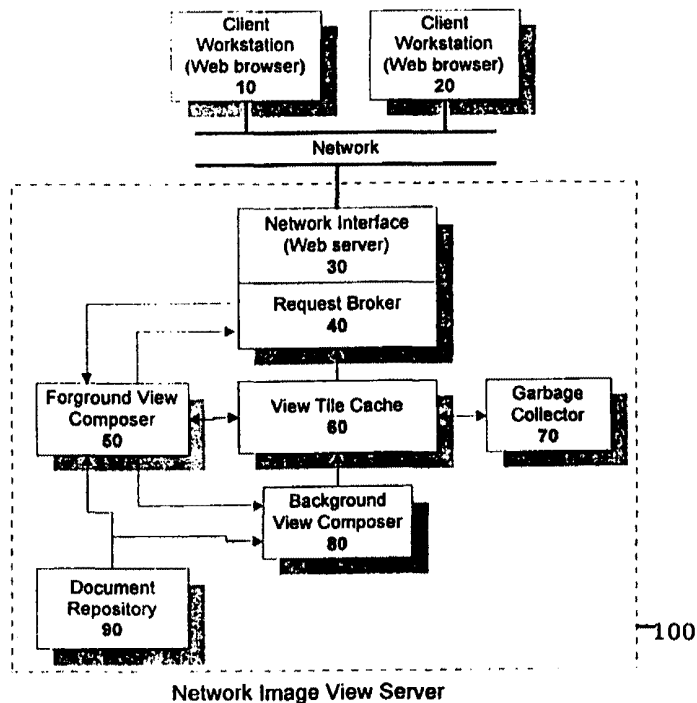 Client
Workstation
(Web browser)
10
Client
Workstation
(Web browser)
20
Network
Network Interface
(Web server)
30
Request Broker
40
Forground View
Composer
50
View Tile Cache
60
Garbage
Collector
70
Background
View Composer
80
Document
Repository
90
100
Network Image View Server